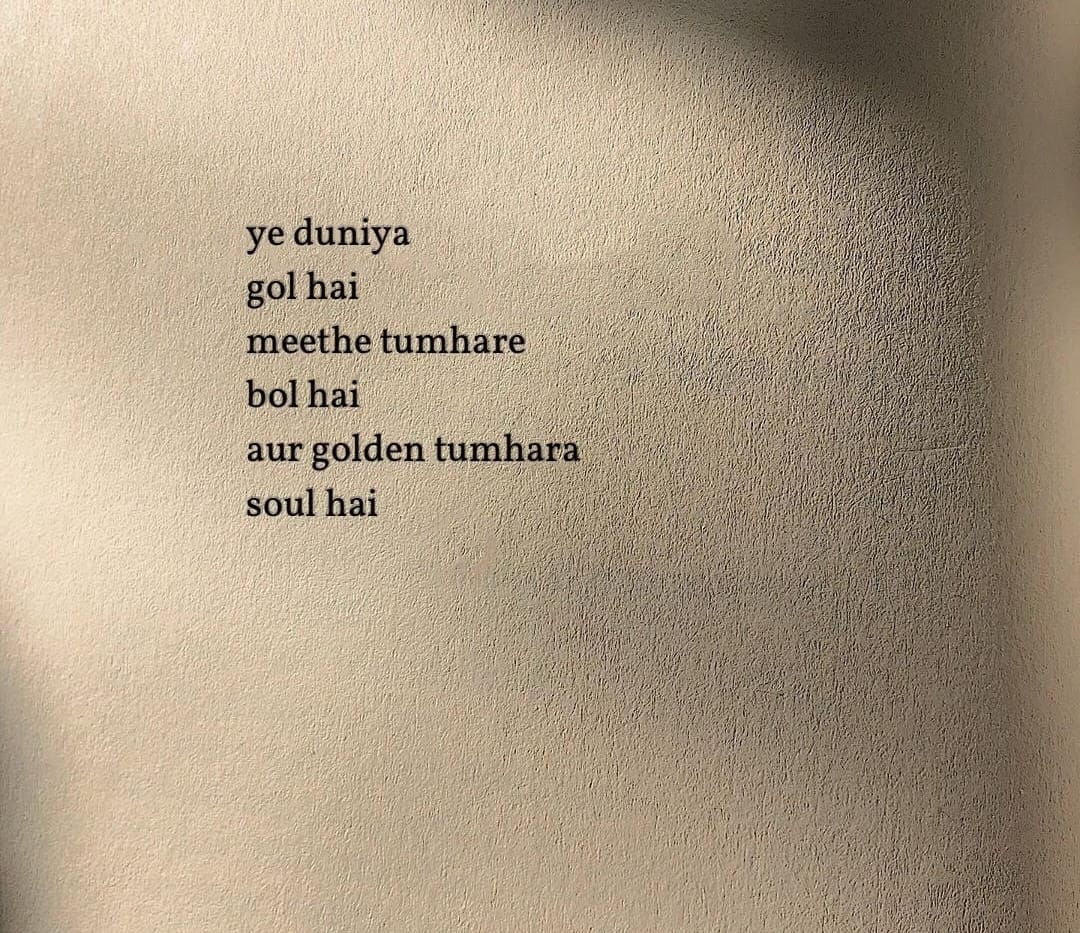 ye duniya
gol hai
meethe tumhare
bol hai
aur golden tumhara
soul hai